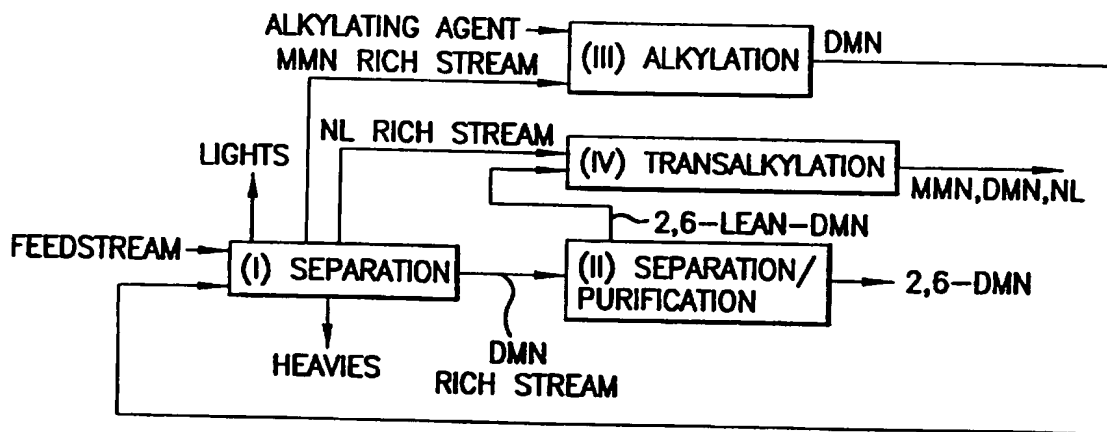 ALKYLATING AGENT
MMN RICH STREAM
(III) ALKYLATION
DMN
NL RICH STREAM
LIGHTS
(IV) TRANSALKYLATION
MMN,DMN,NL
2,6-LEAN-DMN
FEEDSTREAM
(I) SEPARATION
(II) SEPARATION/
PURIFICATION
2,6-DMN
HEAVIES
DMN
RICH STREAM